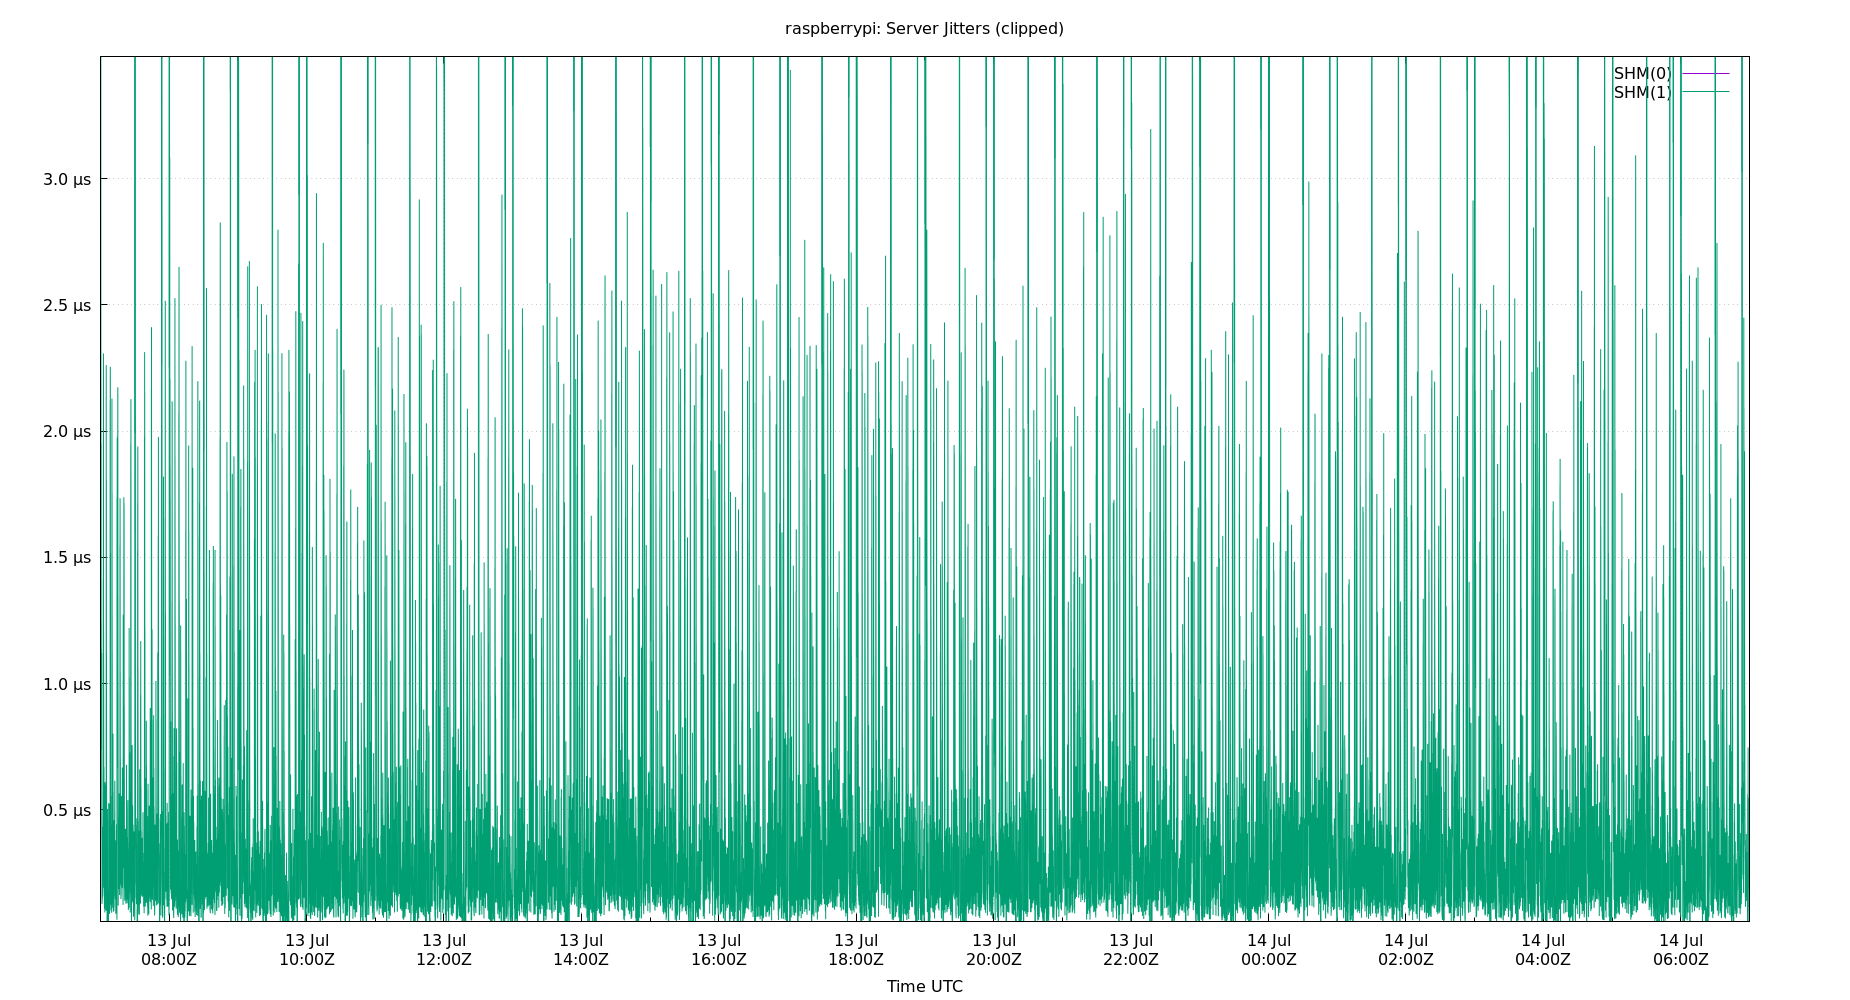 raspberrypi: Server Jitters (clipped)
SHM(0)
SHM(1)
3.0 µs
2.5 µs
2.0 µs
1.5 µs
1.0 µs
0.5 µs
13 Jul 13 Jul 13 Jul 13 Jul 13 Jul 13 Jul 13 Jul 13 Jul 14 Jul 14 Jul 14 Jul 14 Jul
08:00Z 10:00Z 12:00Z 14:00Z 16:00Z 18:00Z 20:00Z 22:00Z 00:00Z 02:00Z 04:00Z 06:00Z
Time UTC